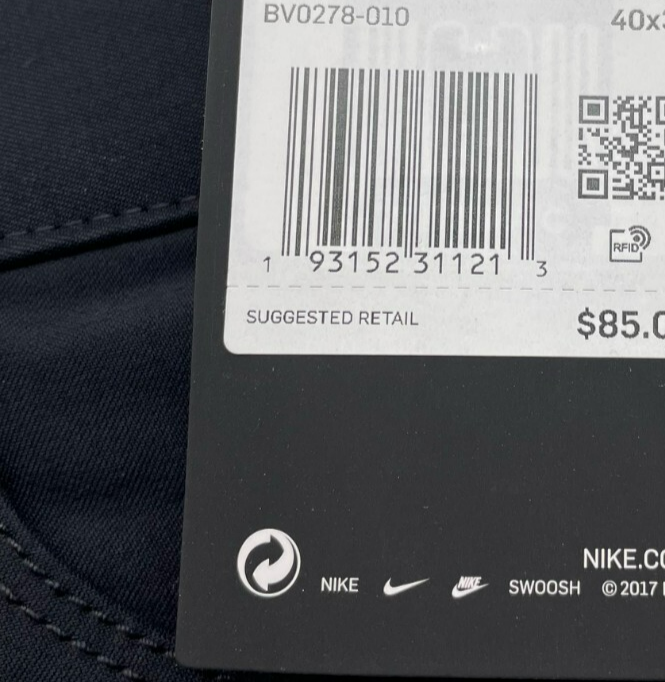 BV0278-010 40x
1 93152 31121 3
RFID
SUGGESTED RETAIL $85.0
NIKE.CO
NIKE NIKE SWOOSH © 2017